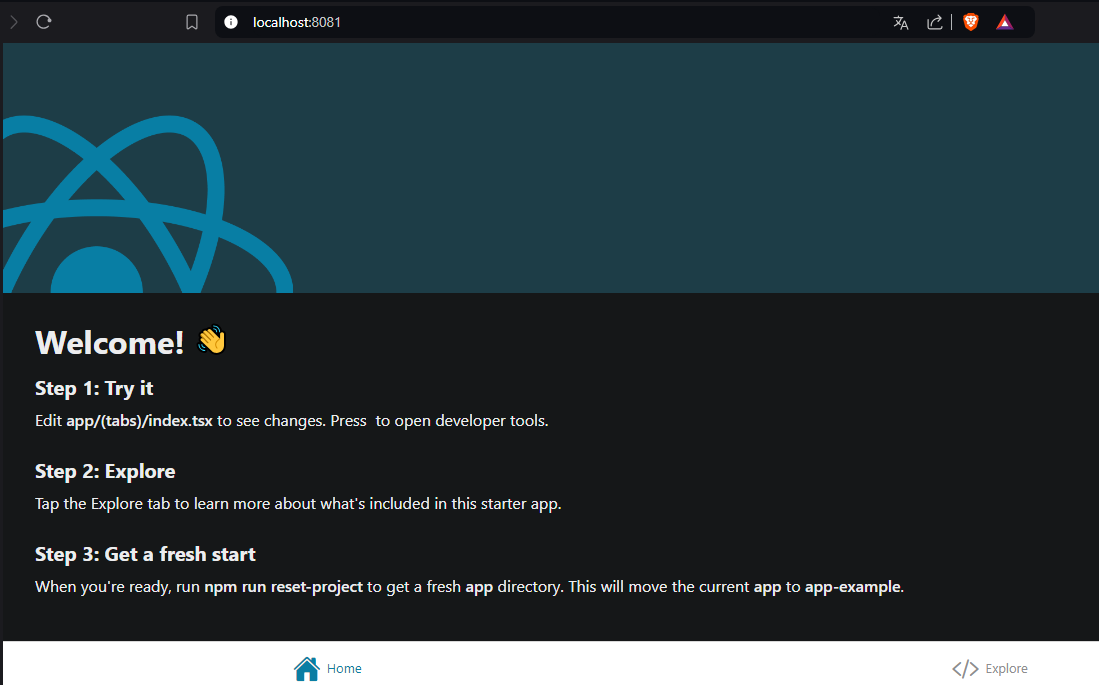 localhost:8081
Welcome! 👋
Step 1: Try it
Edit app/(tabs)/index.tsx to see changes. Press  to open developer tools.
Step 2: Explore
Tap the Explore tab to learn more about what's included in this starter app.
Step 3: Get a fresh start
When you're ready, run npm run reset-project to get a fresh app directory. This will move the current app to app-example.
Home
Explore